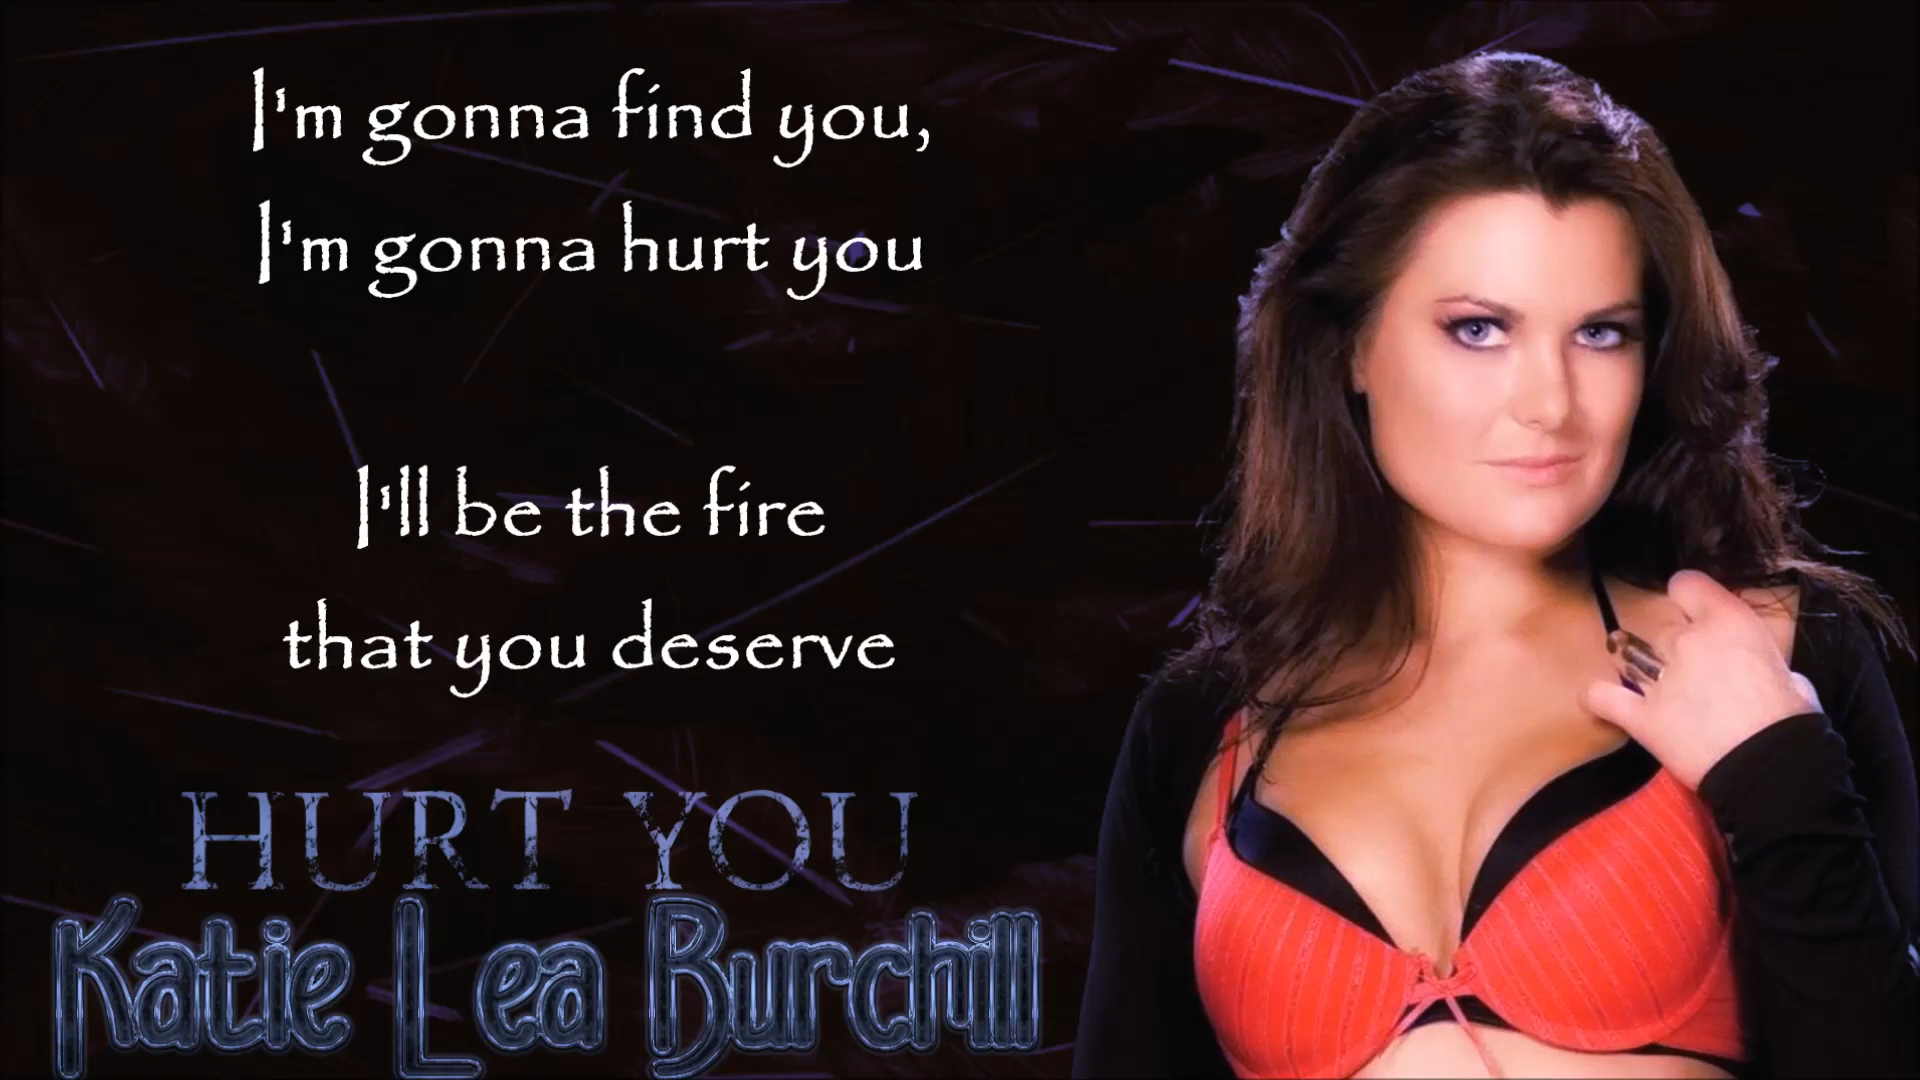 I'm gonna find you,
I'm gonna hurt you
I'll be the fire
that you deserve
HURT YOU
Katie Lea Burchill